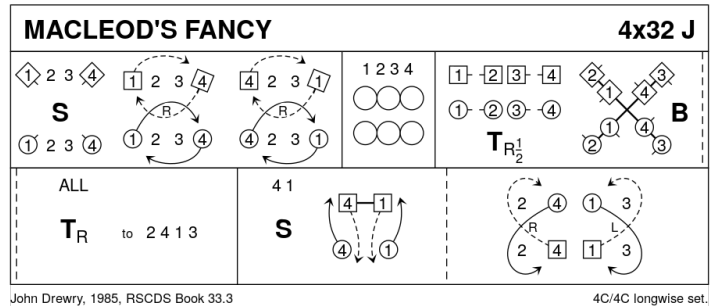 MACLEOD'S FANCY 4x32 J
1 2 3 4 1 2 3 4 4 2 3 1 1 2 3 4 1 2 3 4 2 3
S R R 1 4 B
1 2 3 4 1 2 3 4 4 2 3 1 1 2 3 4 1 4
T R 1/2 2 3
ALL 4 1 2 4 1 3
4 1
T R to 2 4 1 3 S R L
4 1 2 4 1 3
John Drewry, 1985, RSCDS Book 33.3 4C/4C longwise set.